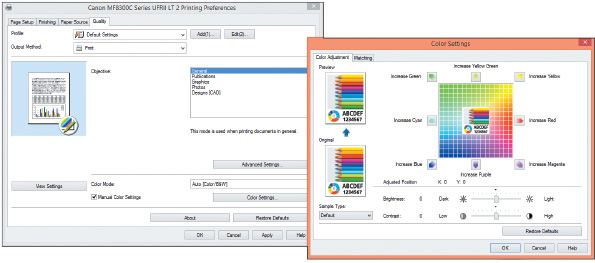 Canon MF8300C Series UFRII LT 2 Printing Preferences
Page Setup Finishing Paper Source Quality
Profile: Default Settings Add(1)... Edit(2)...
Output Method: Print
Objective:
General
Publications
Graphics
Photos
Designs [CAD]
This mode is used when printing documents in general.
Advanced Settings...
View Settings
Color Mode: Auto [Color/B&W]
Manual Color Settings Color Settings...
About Restore Defaults
OK Cancel Apply Help
Color Settings
Color Adjustment Matching
Preview
ABCDEF
1234567
Original
ABCDEF
1234567
Sample Type:
Default
Increase Yellow Green
Increase Green Increase Yellow
Increase Cyan Increase Red
ABCDEF
1234567
Increase Blue Increase Magenta
Increase Purple
Adjusted Position X: 0 Y: 0
Brightness: 0 Dark Light
Contrast: 0 Low High
Restore Defaults
OK Cancel Help